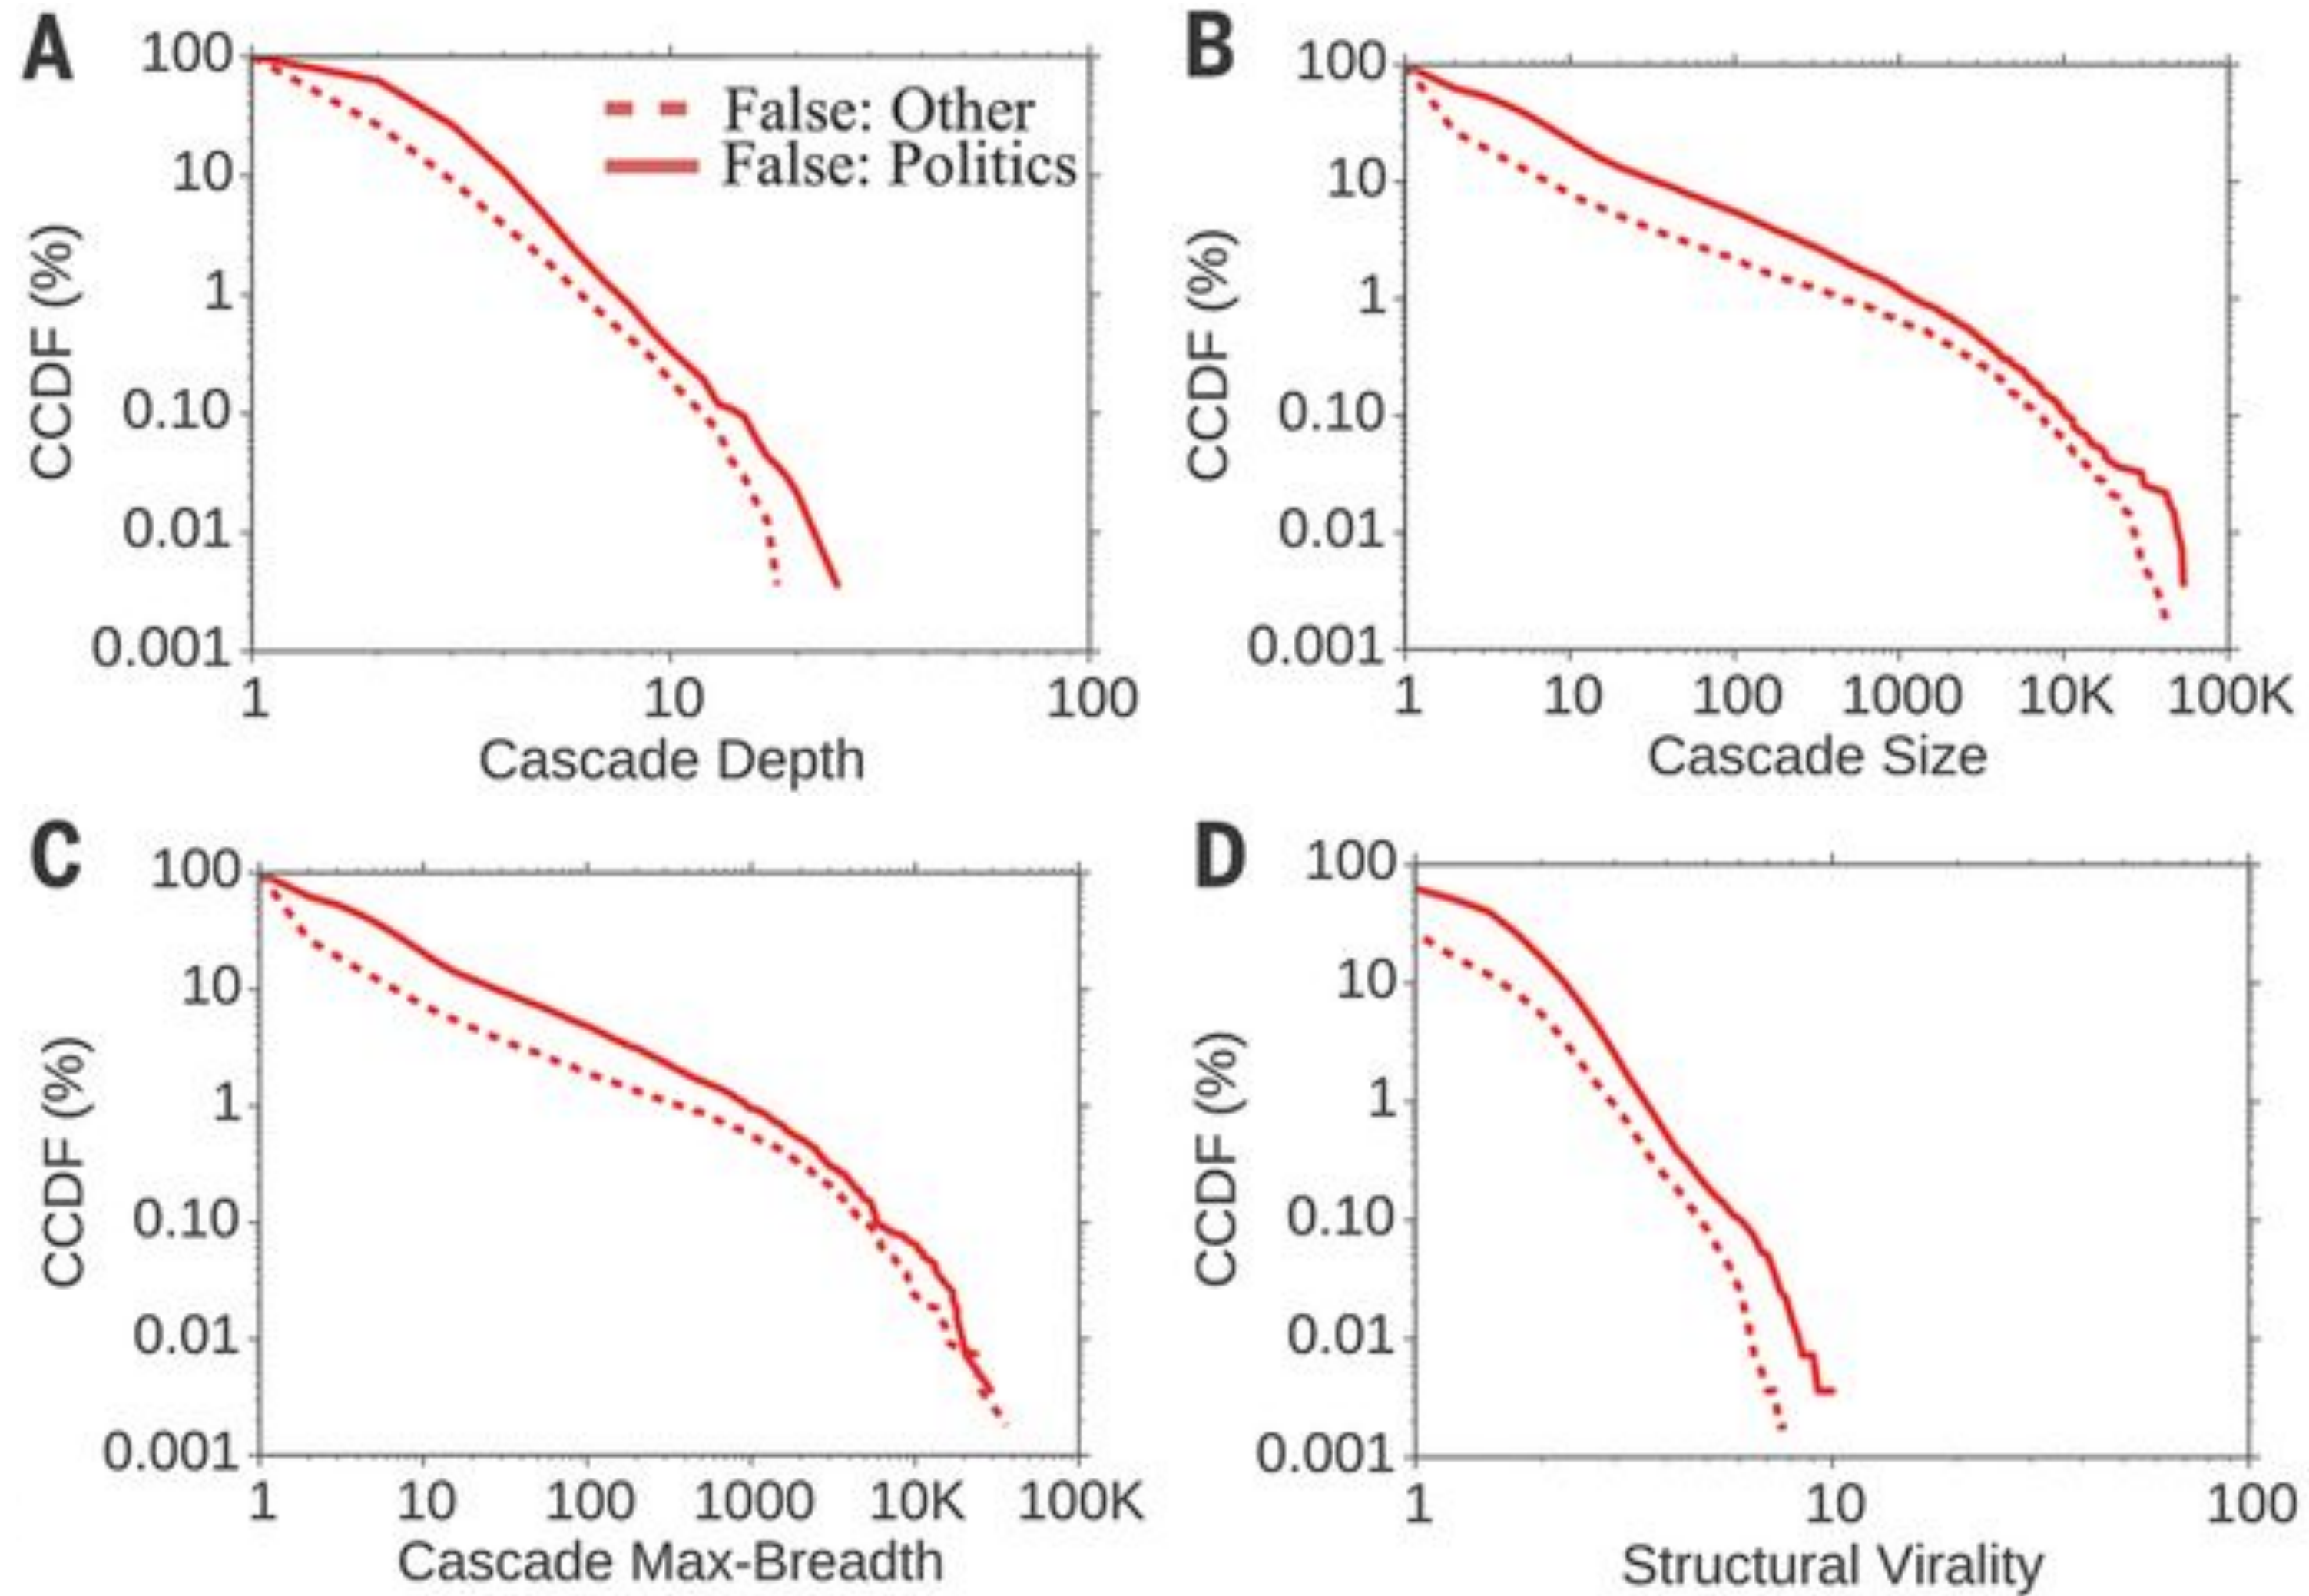 A
100
10
1
0.10
0.01
0.001
CCDF (%)
False: Other
False: Politics
1 10 100
Cascade Depth
B
100
10
1
0.10
0.01
0.001
CCDF (%)
1 10 100 1000 10K 100K
Cascade Size
C
100
10
1
0.10
0.01
0.001
CCDF (%)
1 10 100 1000 10K 100K
Cascade Max-Breadth
D
100
10
1
0.10
0.01
0.001
CCDF (%)
1 10 100
Structural Virality